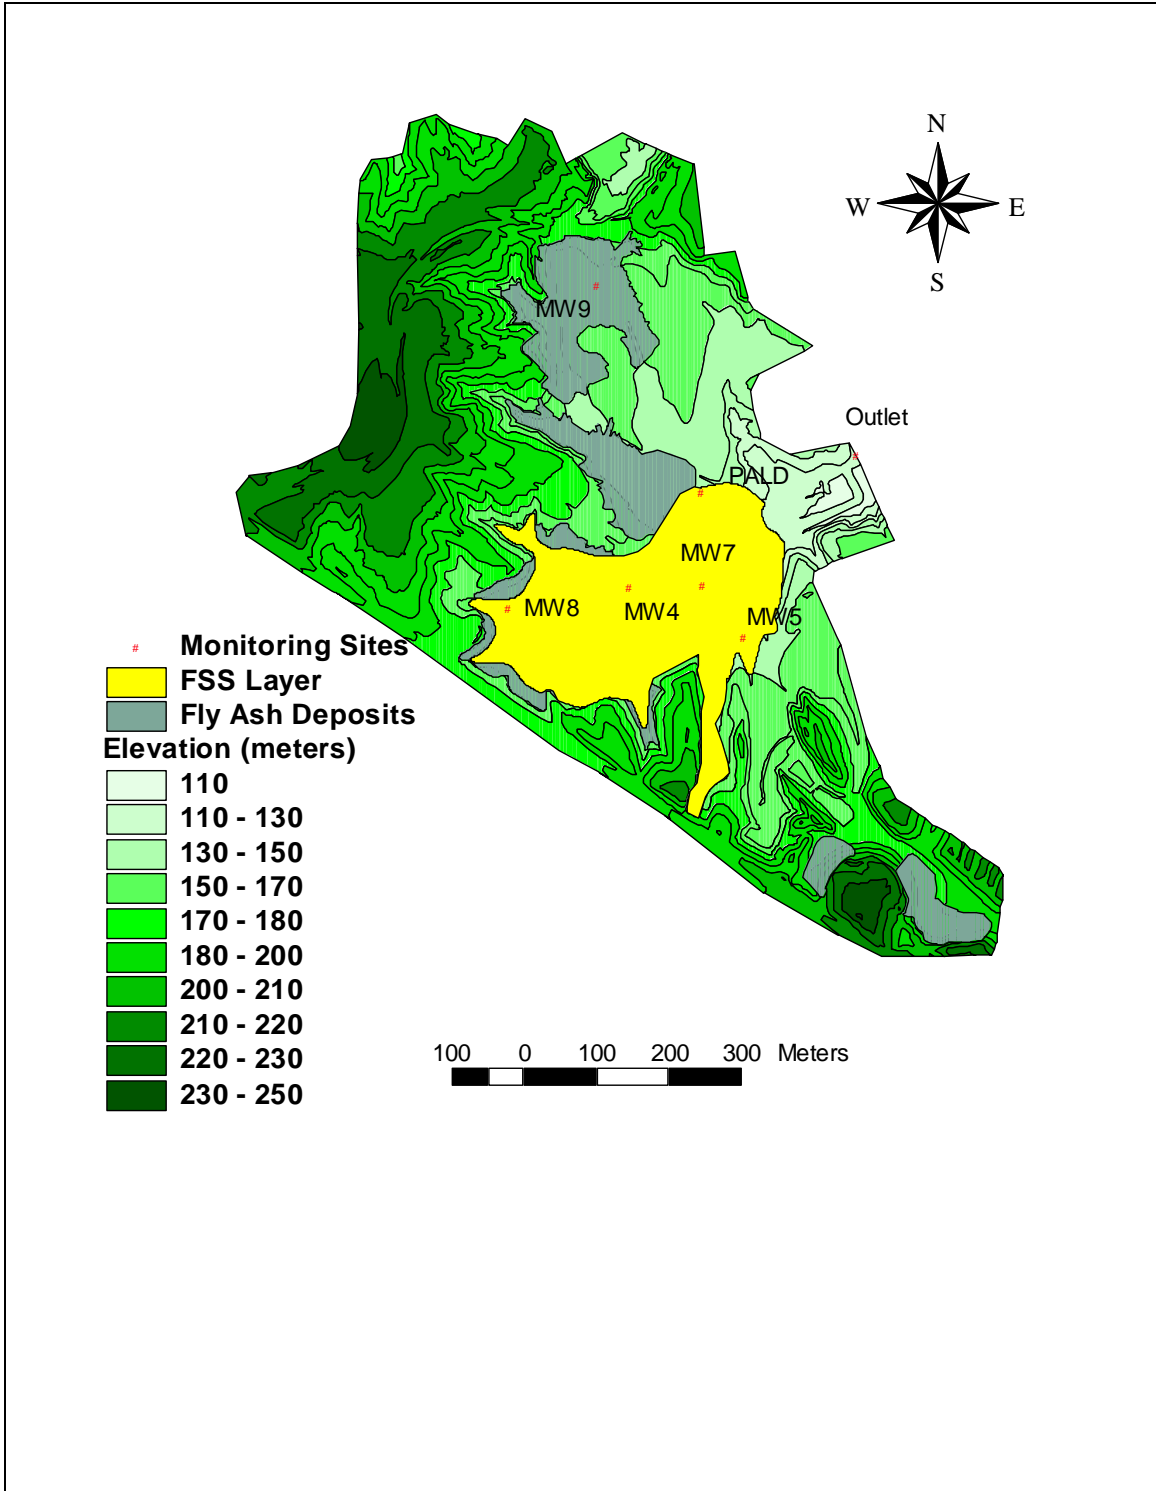 N
W E
S
MW9
Outlet
PALD
MW7
MW8
MW4
MW5
# Monitoring Sites
FSS Layer
Fly Ash Deposits
Elevation (meters)
110
110 - 130
130 - 150
150 - 170
170 - 180
180 - 200
200 - 210
210 - 220
220 - 230
230 - 250
100 0 100 200 300 Meters